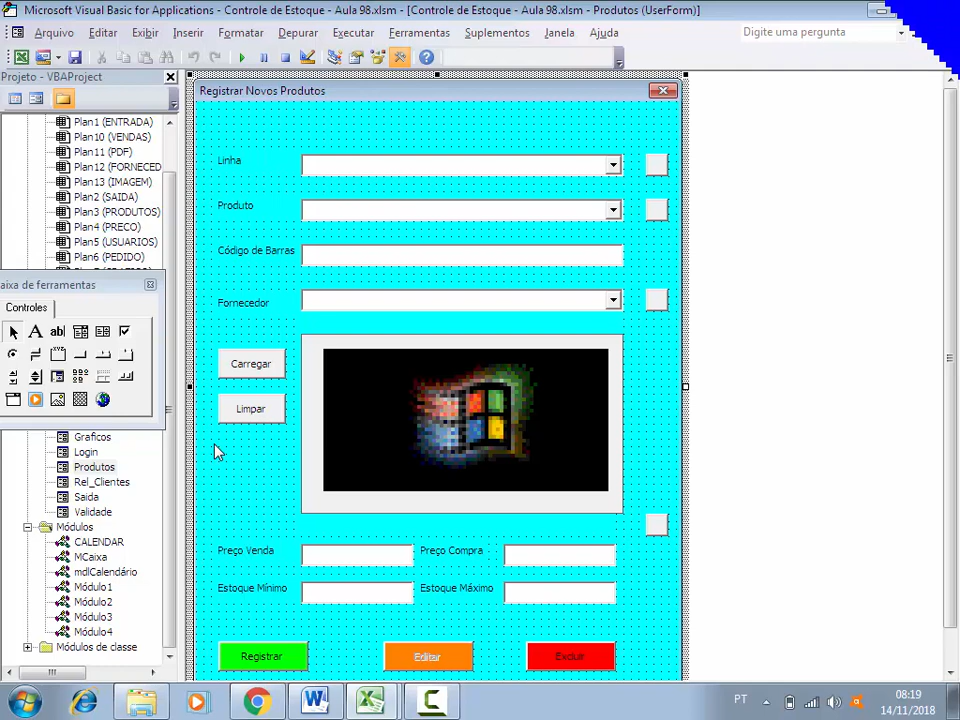 Microsoft Visual Basic for Applications - Controle de Estoque - Aula 98.xlsm - [Controle de Estoque - Aula 98.xlsm - Produtos (UserForm)]
Arquivo Editar Exibir Inserir Formatar Depurar Executar Ferramentas Suplementos Janela Ajuda
Digite uma pergunta
Projeto - VBAProject
Plan1 (ENTRADA)
Plan10 (VENDAS)
Plan11 (PDF)
Plan12 (FORNECED
Plan13 (IMAGEM)
Plan2 (SAIDA)
Plan3 (PRODUTOS)
Plan4 (PRECO)
Plan5 (USUARIOS)
Plan6 (PEDIDO)
aixa de ferramentas
Controles
Graficos
Login
Produtos
Rel_Clientes
Saida
Validade
Módulos
CALENDAR
MCaixa
mdlCalendário
Módulo1
Módulo2
Módulo3
Módulo4
Módulos de classe
Registrar Novos Produtos
Linha
Produto
Código de Barras
Fornecedor
Carregar
Limpar
Preço Venda
Preço Compra
Estoque Mínimo
Estoque Máximo
Registrar
Editar
Excluir
PT
08:19
14/11/2018